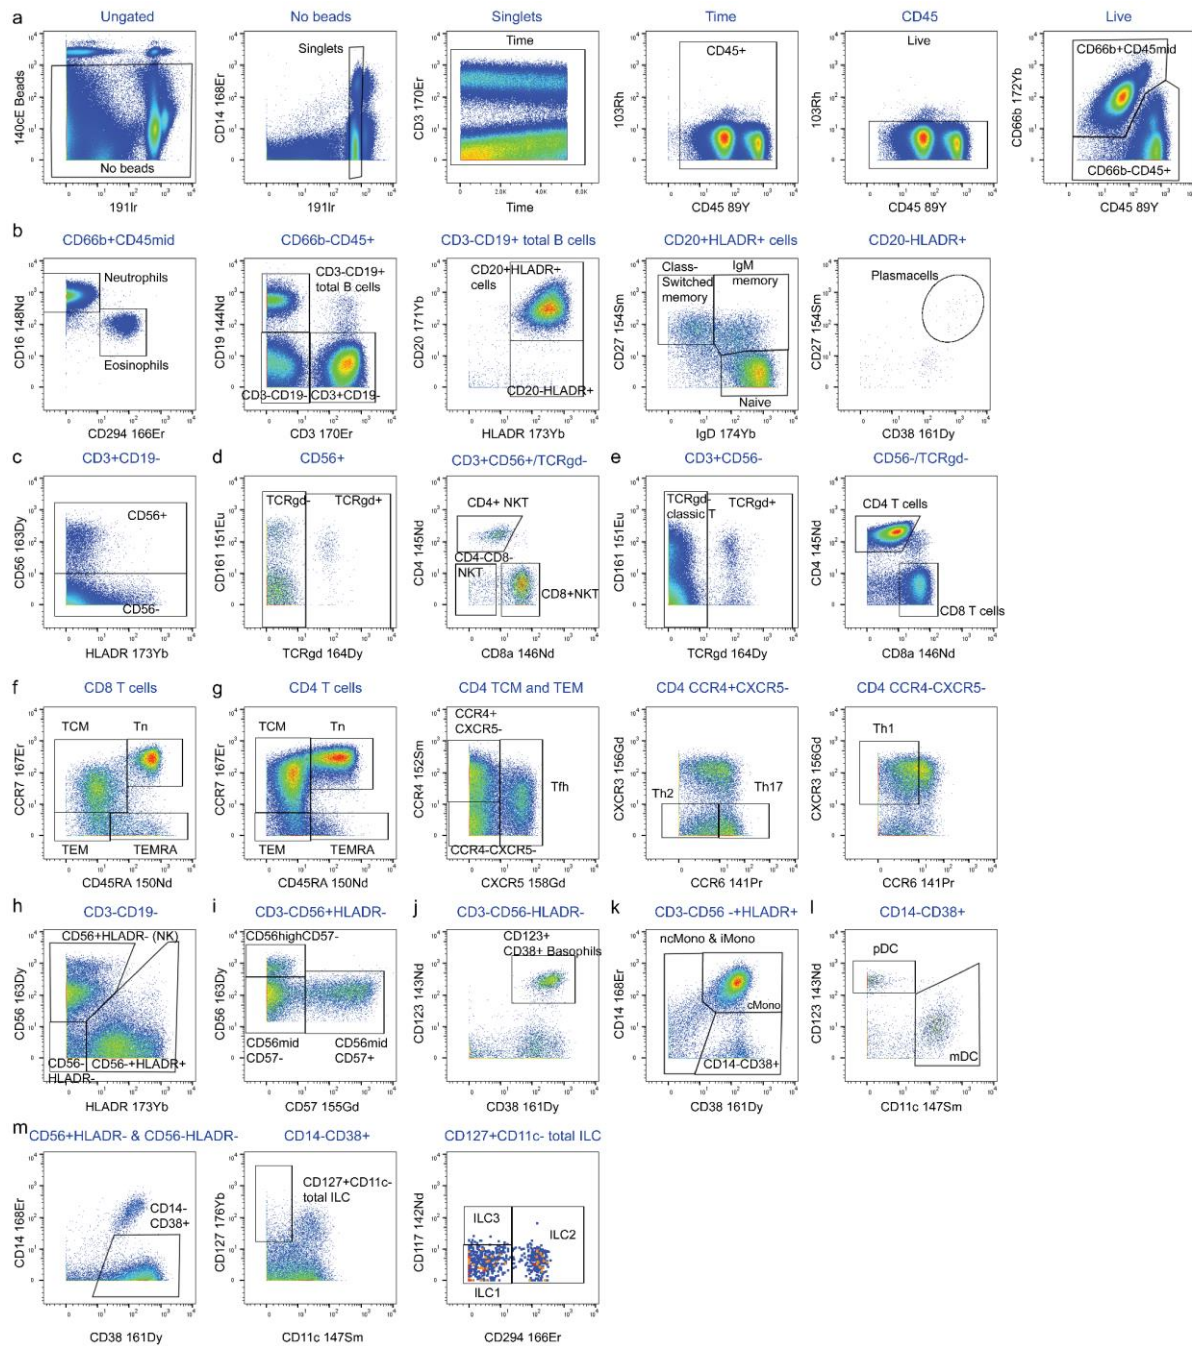 a
Ungated
No beads
Singlets
Time
CD45
Live
140cE Beads
No beads
191Ir
CD14 168Er
Singlets
191Ir
CD3 170Er
Time
Time
103Rh
CD45+
CD45 89Y
103Rh
Live
CD45 89Y
CD66b 172Yb
CD66b+CD45mid
CD66b-CD45+
CD45 89Y
b
CD66b+CD45mid
CD66b-CD45+
CD3-CD19+ total B cells
CD20+HLADR+ cells
CD20-HLADR+
CD16 148Nd
Neutrophils
Eosinophils
CD294 166Er
CD19 144Nd
CD3-CD19+
total B cells
CD3-CD19-
CD3+CD19-
CD3 170Er
CD20 171Yb
CD20+HLADR+
cells
CD20-HLADR+
HLADR 173Yb
CD27 154Sm
Class-
Switched
memory
IgM
memory
Naive
IgD 174Yb
CD27 154Sm
Plasmacells
CD38 161Dy
c
CD3+CD19-
CD56 163Dy
CD56+
CD56-
HLADR 173Yb
d
CD56+
CD161 151Eu
TCRgd-
TCRgd+
TCRgd 164Dy
CD3+CD56+/TCRgd-
CD4 145Nd
CD4+ NKT
CD4-CD8-
NKT
CD8+NKT
CD8a 146Nd
e
CD3+CD56-
CD161 151Eu
TCRgd-
classic T
TCRgd+
TCRgd 164Dy
CD56-/TCRgd-
CD4 145Nd
CD4 T cells
CD8 T cells
CD8a 146Nd
f
CD8 T cells
CCR7 167Er
TCM
Tn
TEM
TEMRA
CD45RA 150Nd
g
CD4 T cells
CCR7 167Er
TCM
Tn
TEM
TEMRA
CD45RA 150Nd
CD4 TCM and TEM
CCR4 152Sm
CCR4+
CXCR5-
Tfh
CCR4-CXCR5-
CXCR5 158Gd
CD4 CCR4+CXCR5-
CXCR3 156Gd
Th2
Th17
CCR6 141Pr
CD4 CCR4-CXCR5-
CXCR3 156Gd
Th1
CCR6 141Pr
h
CD3-CD19-
CD56 163Dy
CD56+HLADR- (NK)
CD56-
HLADR-
CD56-+HLADR+
HLADR 173Yb
i
CD3-CD56+HLADR-
CD56 163Dy
CD56highCD57-
CD56mid
CD57-
CD56mid
CD57+
CD57 155Gd
j
CD3-CD56-HLADR-
CD123 143Nd
CD123+
CD38+ Basophils
CD38 161Dy
k
CD3-CD56 -+HLADR+
CD14 168Er
ncMono & iMono
cMono
CD14-CD38+
CD38 161Dy
l
CD14-CD38+
CD123 143Nd
pDC
mDC
CD11c 147Sm
m
CD56+HLADR- & CD56-HLADR-
CD14 168Er
CD14-
CD38+
CD38 161Dy
CD14-CD38+
CD127 176Yb
CD127+CD11c-
total ILC
CD11c 147Sm
CD127+CD11c- total ILC
CD117 142Nd
ILC3
ILC2
ILC1
CD294 166Er